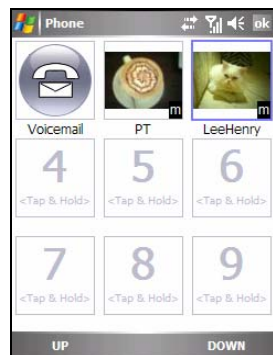 Phone ok
m m
Voicemail PT LeeHenry
4 5 6
<Tap & Hold> <Tap & Hold> <Tap & Hold>
7 8 9
<Tap & Hold> <Tap & Hold> <Tap & Hold>
UP DOWN